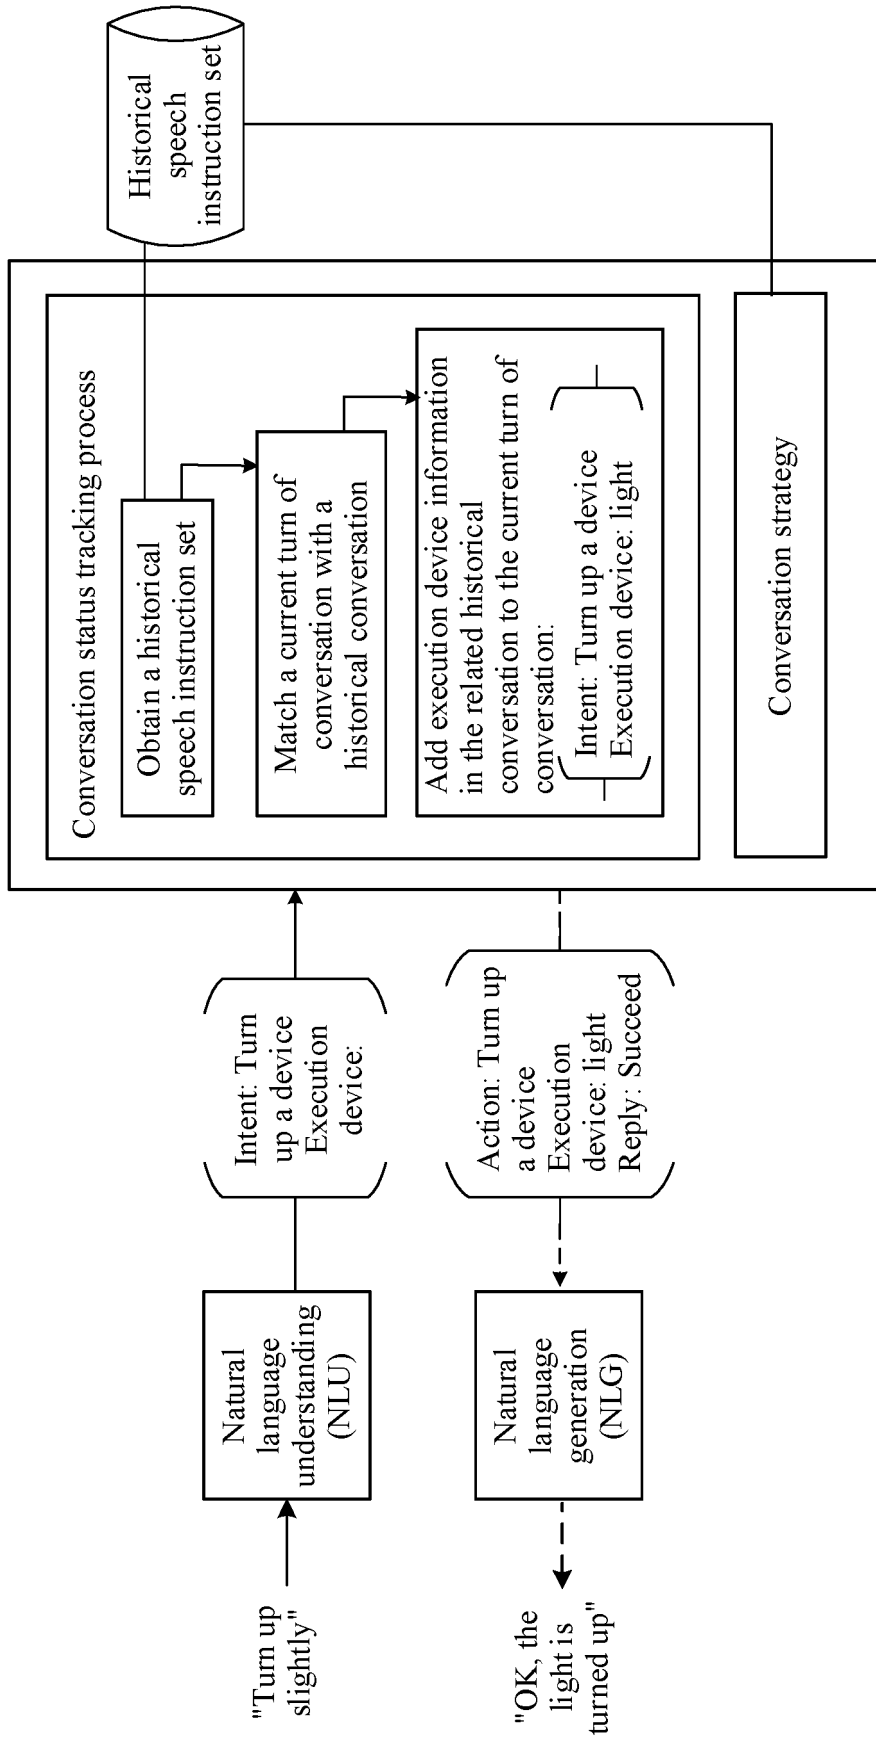 "Turn up
slightly"
Natural
language
understanding
(NLU)
Intent: Turn
up a device
Execution
device:
Conversation status tracking process
Obtain a historical
speech instruction set
Match a current turn of
conversation with a
historical conversation
Add execution device information
in the related historical
conversation to the current turn of
conversation:
Intent: Turn up a device
Execution device: light
Conversation strategy
Historical
speech
instruction set
Action: Turn up
a device
Execution
device: light
Reply: Succeed
Natural
language
generation
(NLG)
"OK, the
light is
turned up"